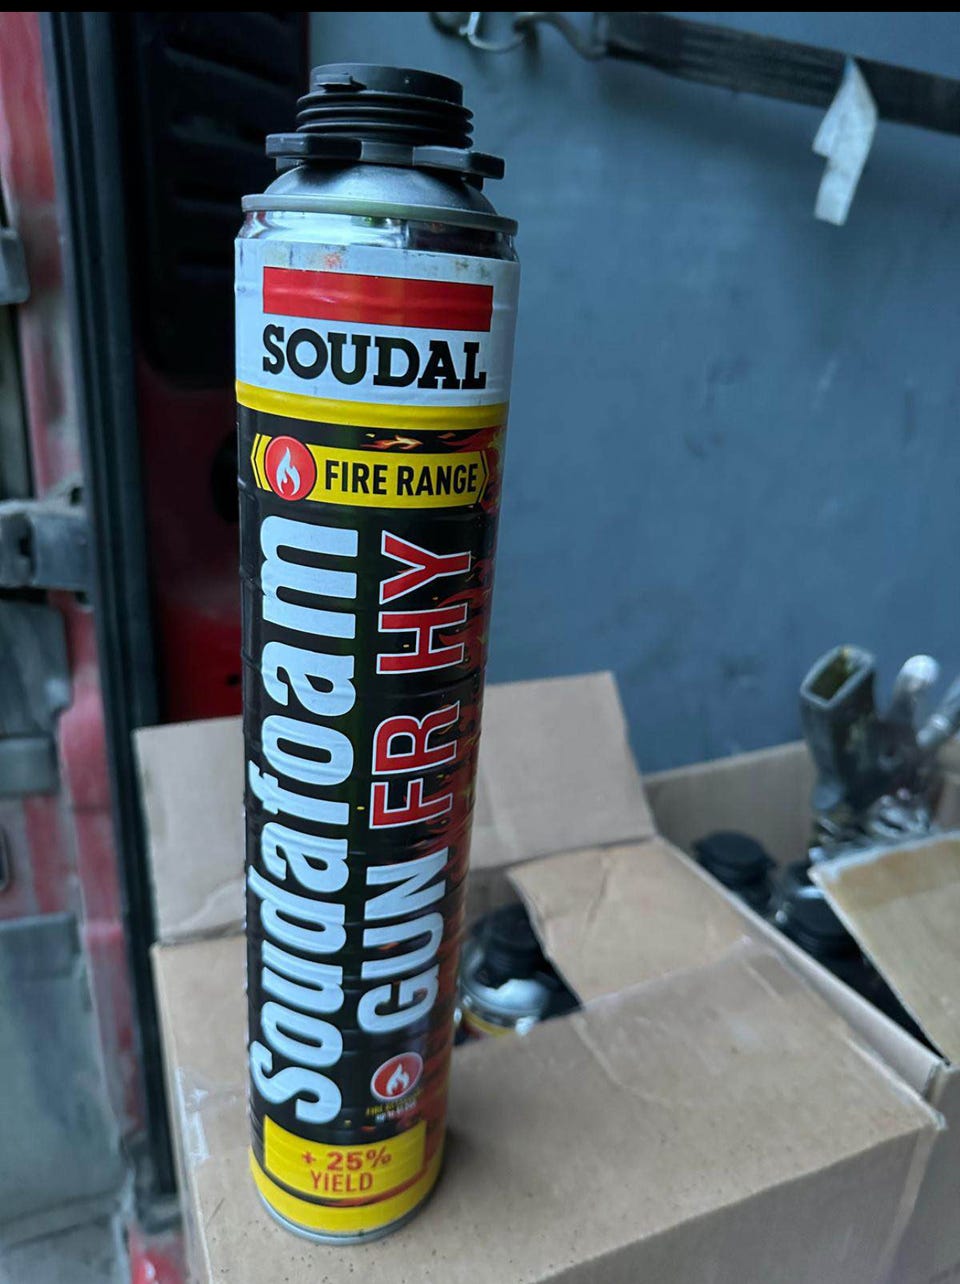 SOUDAL
FIRE RANGE
Soudafoam
GUN FR HY
+ 25%
YIELD